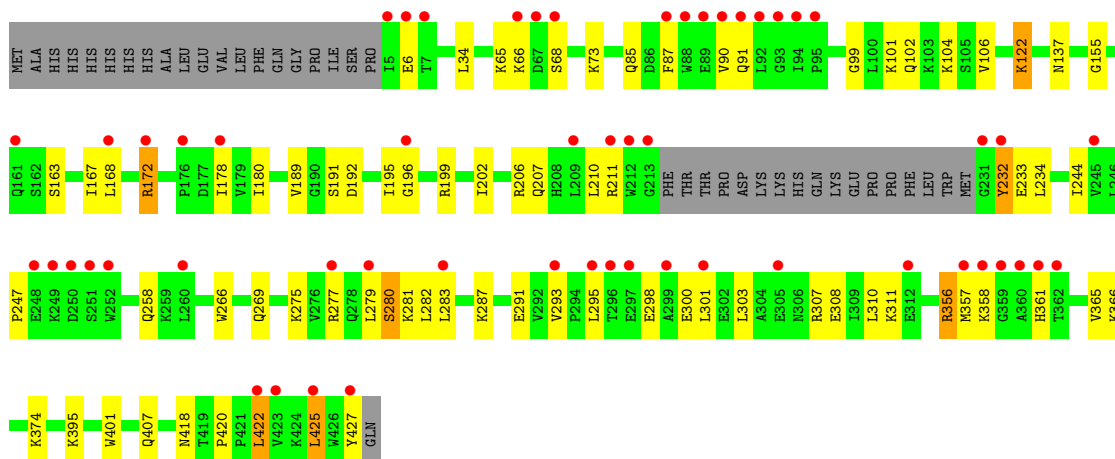 MET ALA HIS HIS HIS HIS HIS HIS ALA LEU GLU VAL LEU PHE GLN GLY PRO ILE SER PRO I5 E6 T7 L34 K65 K66 D67 S68 K73 Q85 D86 F87 W88 E89 V90 Q91 L92 G93 I94 P95 G99 L100 K101 Q102 K103 K104 S105 V106 K122 N137 G155
Q161 S162 S163 I167 L168 R172 P176 D177 I178 V179 I180 V189 G190 S191 D192 I195 G196 R199 I202 R206 Q207 H208 L209 L210 R211 W212 G213 PHE THR THR PRO ASP LYS LYS HIS GLN LYS GLU PRO PRO PHE LEU TRP MET G231 Y232 E233 L234 I244 V245 L246
P247 E248 K249 D250 S251 W252 Q258 K259 L260 W266 Q269 K275 V276 R277 Q278 L279 S280 K281 L282 L283 K287 E291 V292 V293 P294 L295 T296 E297 E298 A299 E300 L301 E302 L303 A304 E305 N306 R307 E308 I309 L310 K311 E312 R356 M357 K358 G359 A360 H361 T362 V365 K366
K374 K395 W401 Q407 N418 T419 P420 P421 L422 V423 K424 L425 W426 Y427 GLN